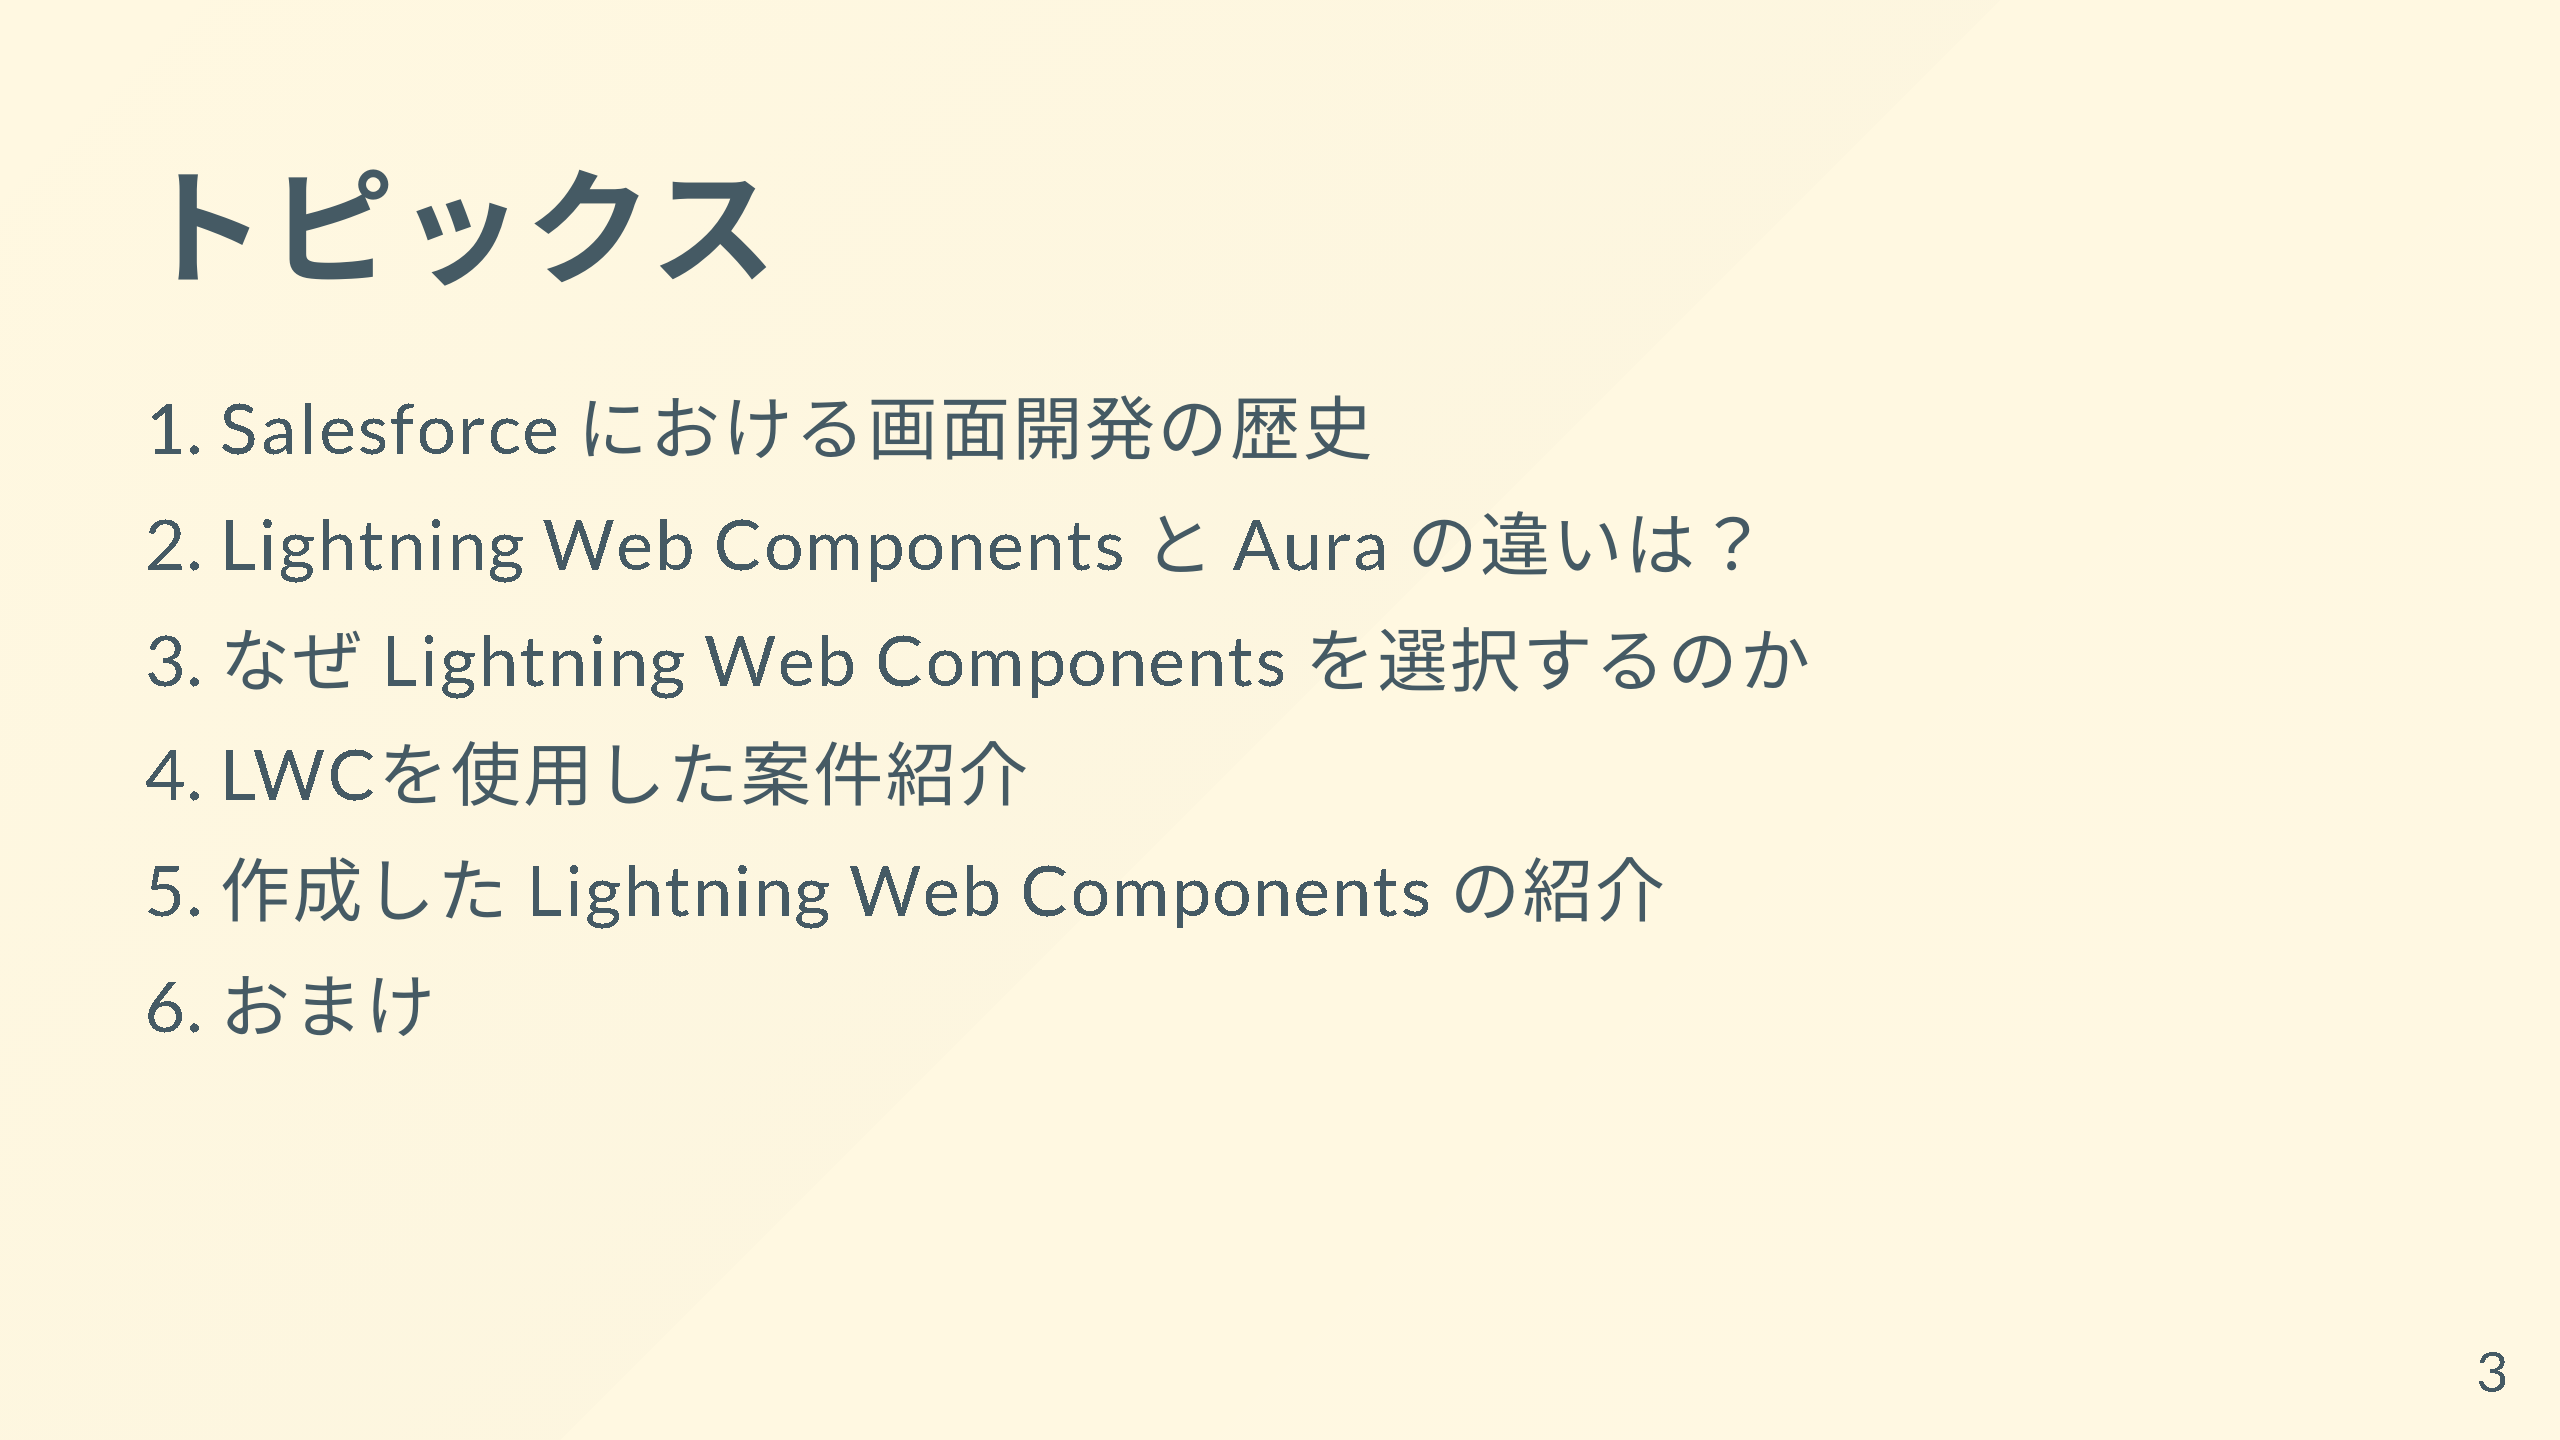 トピックス
1. Salesforce における画面開発の歴史
2. Lightning Web Components と Aura の違いは？
3. なぜ Lightning Web Components を選択するのか
4. LWCを使用した案件紹介
5. 作成した Lightning Web Components の紹介
6. おまけ
3